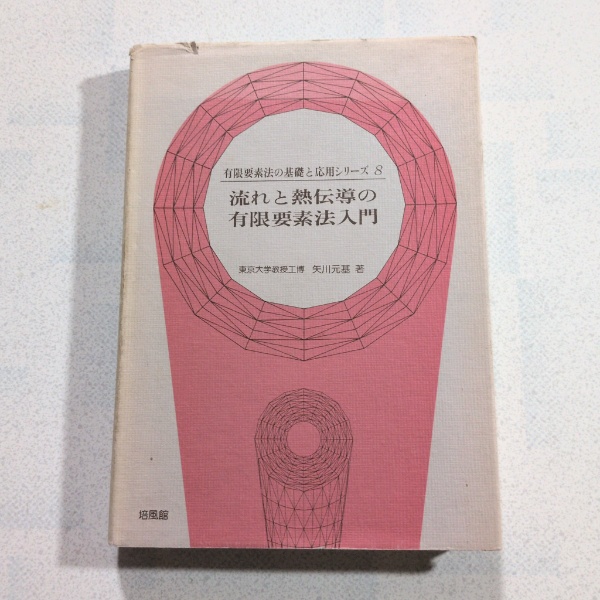 有限要素法の基礎と応用シリーズ 8
流れと熱伝導の
有限要素法入門
東京大学教授工博 矢川元基 著
培風館